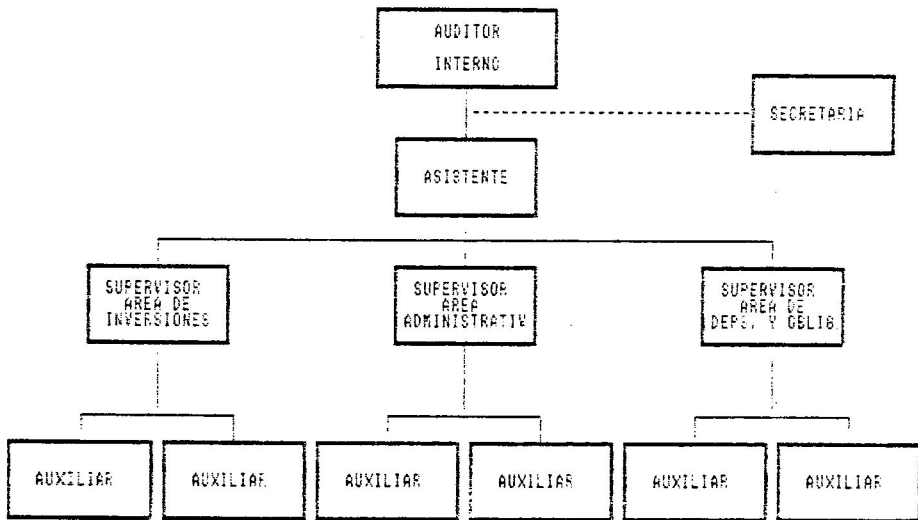 AUDITOR
INTERNO
SECRETARIA
ASISTENTE
SUPERVISOR
AREA DE
INVERSIONES
SUPERVISOR
AREA
ADMINISTRATIV
SUPERVISOR
AREA DE
DEPS. Y OBLIG.
AUXILIAR
AUXILIAR
AUXILIAR
AUXILIAR
AUXILIAR
AUXILIAR